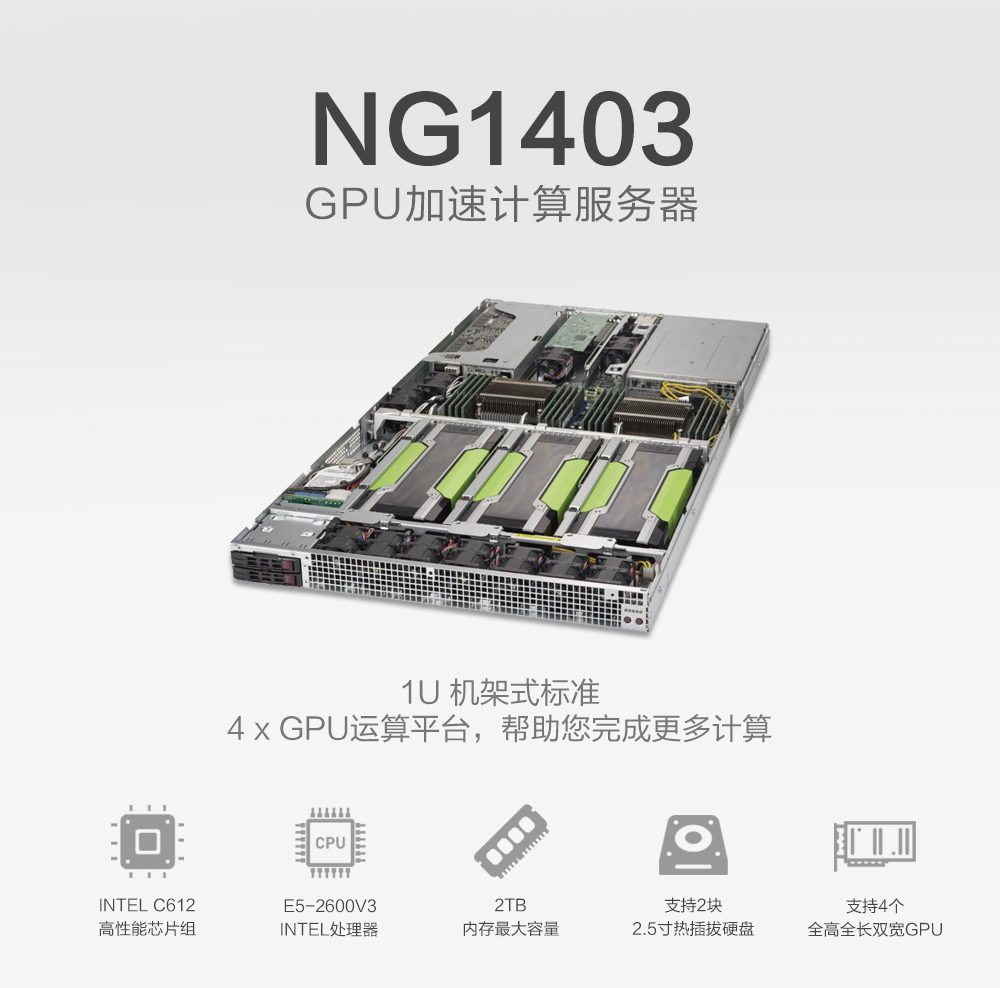 NG1403
GPU加速计算服务器
1U 机架式标准
4 x GPU运算平台，帮助您完成更多计算
CPU
INTEL C612
高性能芯片组
E5-2600V3
INTEL处理器
2TB
内存最大容量
支持2块
2.5寸热插拔硬盘
支持4个
全高全长双宽GPU